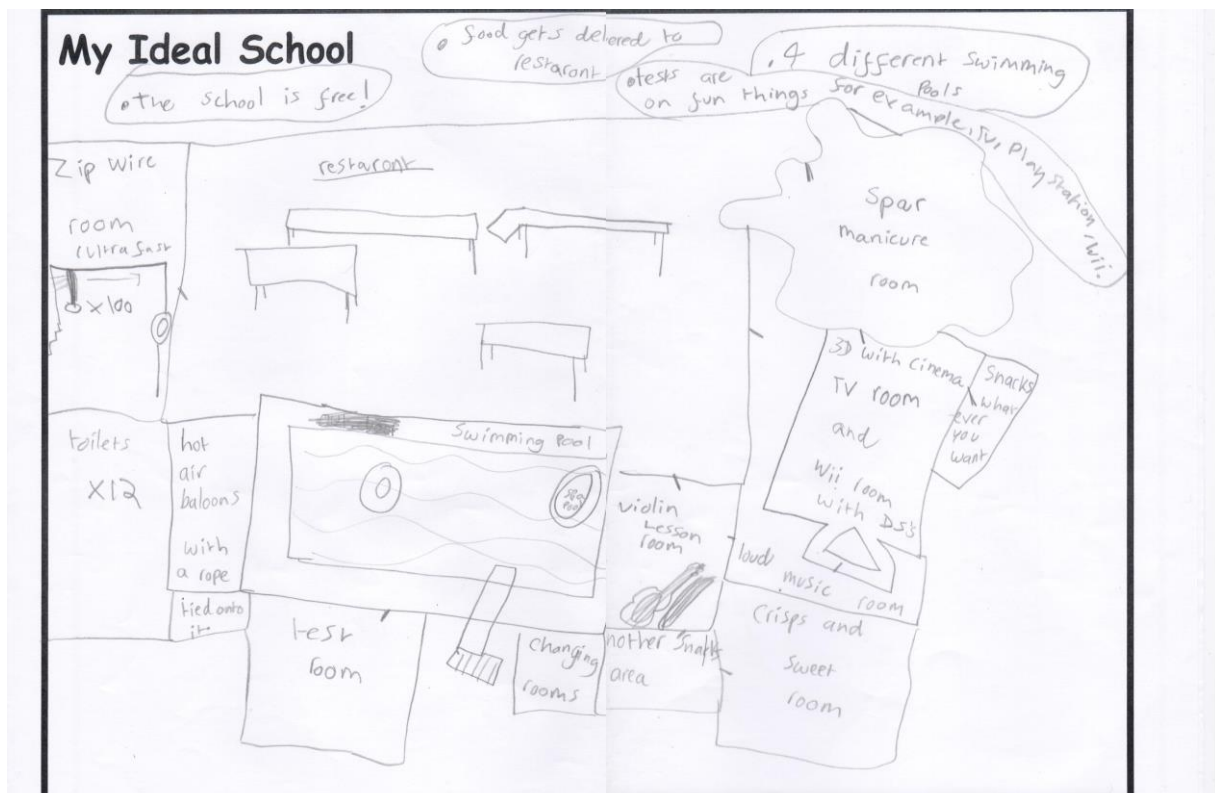 My Ideal School
• The school is free!
• food gets delered to
restaront
. 4 different Swimming
Pools
• tests are
on fun things for example, Tv, Play Station, Wii.
Zip Wire
room
(ultra fast
x100
restaront
Spar
manicure
room
3D with cinema
TV room
and
Wii room
with DS's
Snacks
what
ever
you
want
toilets
X12
hot
air
baloons
with
a rope
tied onto
it.
Swimming Pool
violin
Lesson
room
loud
music room
test
room
changing
rooms
nother Snaks
area
Crisps and
Sweet
room